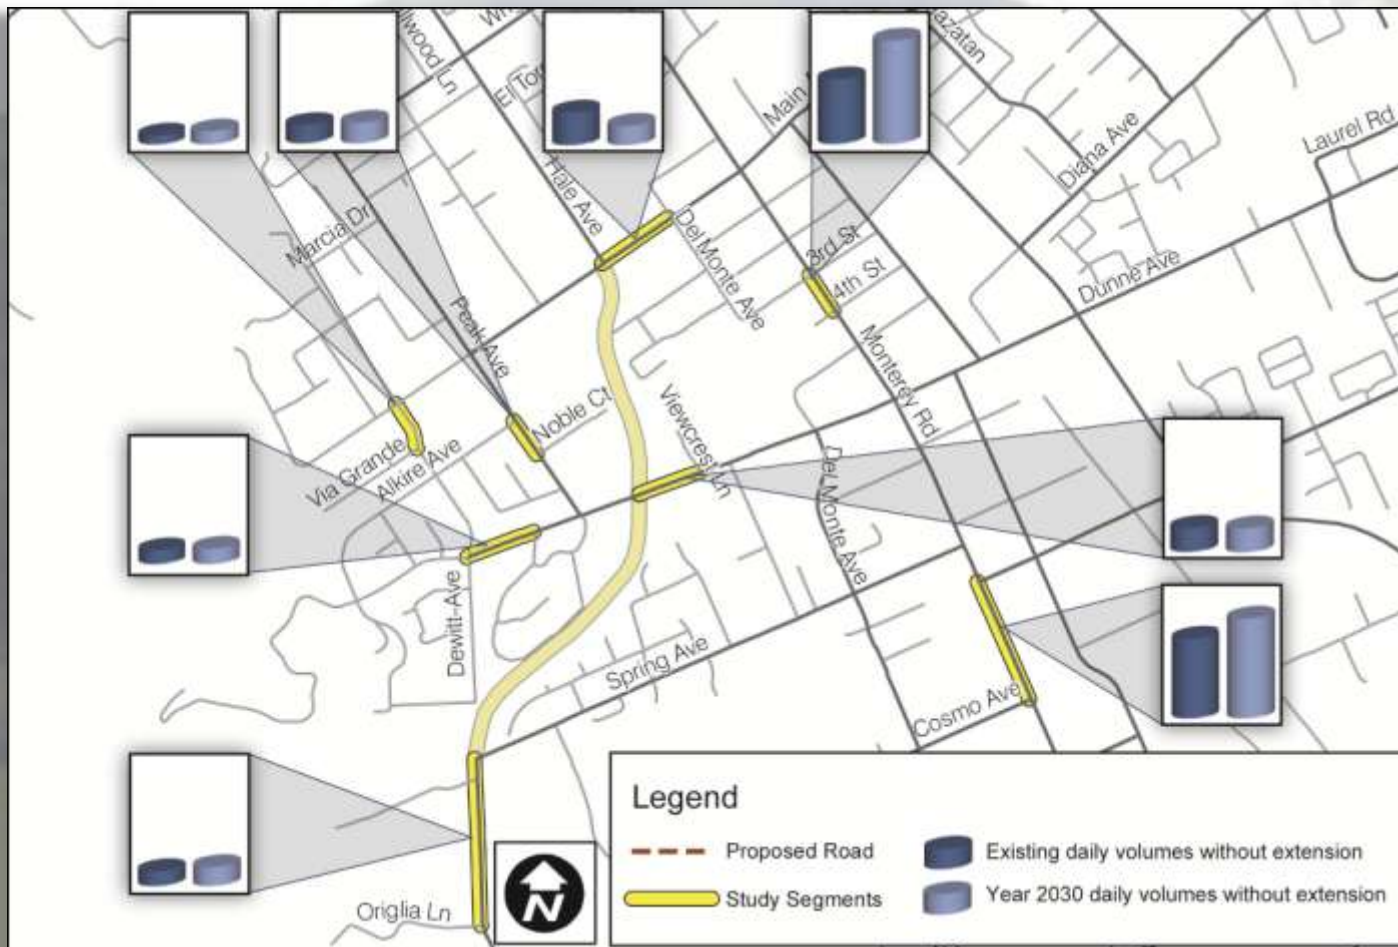 Hale Ave
Main
Diana Ave
Laurel Rd
Marcia Dr
Del Monte Ave
3rd St
4th St
Dunne Ave
Peak Ave
Monterey Rd
Noble Ct
Viewcrest Ln
Via Grande
Alkire Ave
Del Monte Ave
Dewitt-Ave
Spring Ave
Cosmo Ave
Origlia Ln
N
Legend
Proposed Road
Study Segments
Existing daily volumes without extension
Year 2030 daily volumes without extension